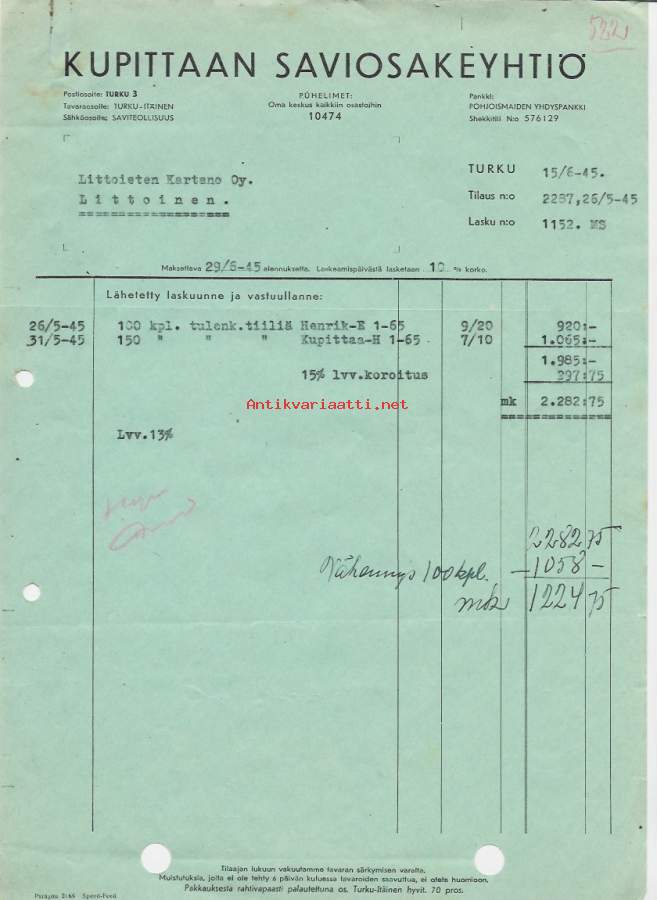 5221
KUPITTAAN SAVIOSAKEYHTIÖ
Postiosoite: TURKU 3
Tavaraosoite: TURKU-ITÄINEN
Sähköosoite: SAVITEOLLISUUS
PUHELIMET:
Oma keskus kaikkiin osastoihin
10474
Pankki:
POHJOISMAIDEN YHDYSPANKKI
Shekkitili N:o 576129
Littoisten Kartano Oy.
Littoinen.
TURKU 15/6-45.
Tilaus n:o 2287,26/5-45
Lasku n:o 1152. MS
Maksettava 29/6-45 alennuksetta. Lankeamispäivästä lasketaan 10 % korko.
Lähetetty laskuunne ja vastuullanne:
26/5-45 100 kpl. tulenk.tiiliä Henrik-E 1-65 9/20 920:-
31/5-45 150 " " " Kupittaa-H 1-65 7/10 1.065:-
1.985:-
15% lvv.koroitus 297:75
mk 2.282:75
Antikvariaatti.net
Lvv.13%
2282 75
Vähennys 100 kpl. -1058 -
mk 1224 75
Tilaajan lukuun vakuutamme tavaran särkymisen varalta.
Muistutuksia, joita ei ole tehty 6 päivän kuluessa tavaroiden saavuttua, ei oteta huomioon.
Pakkauksesta rahtivapaasti palautettuna os. Turku-Itäinen hyvit. 70 pros.